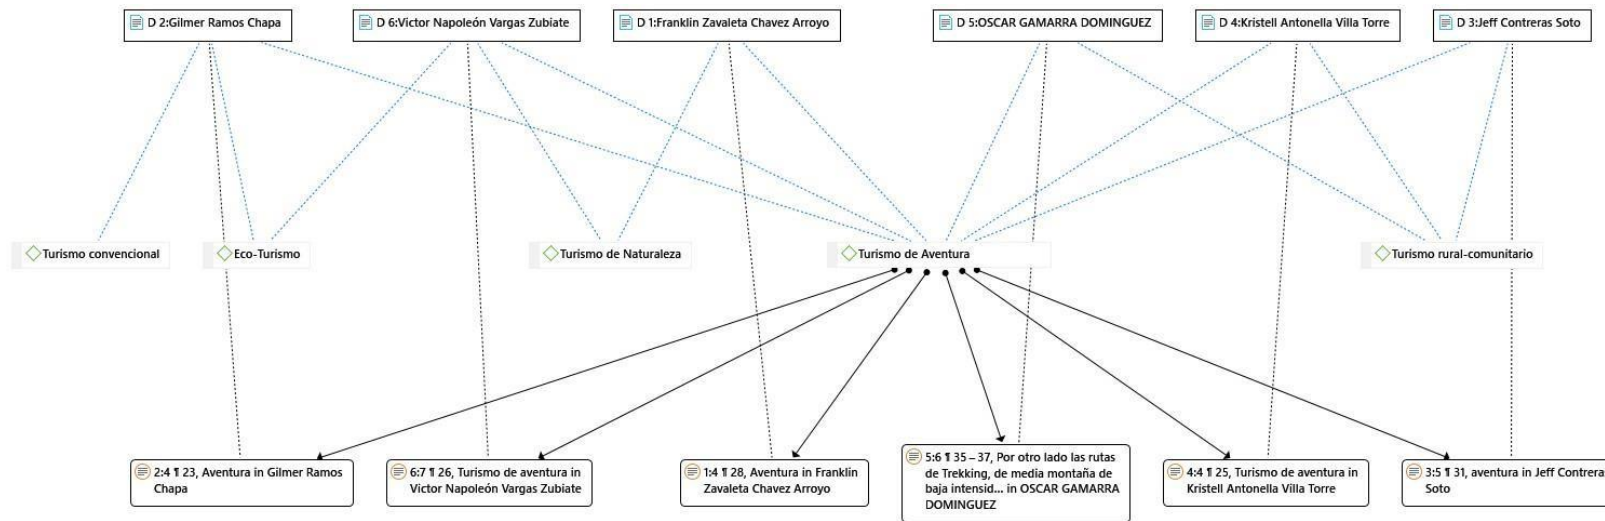 D 2:Gilmer Ramos Chapa
D 6:Victor Napoleón Vargas Zubiate
D 1:Franklin Zavaleta Chavez Arroyo
D 5:OSCAR GAMARRA DOMINGUEZ
D 4:Kristell Antonella Villa Torre
D 3:Jeff Contreras Soto
Turismo convencional
Eco-Turismo
Turismo de Naturaleza
Turismo de Aventura
Turismo rural-comunitario
2:4 ¶ 23, Aventura in Gilmer Ramos
Chapa
6:7 ¶ 26, Turismo de aventura in
Victor Napoleón Vargas Zubiate
1:4 ¶ 28, Aventura in Franklin
Zavaleta Chavez Arroyo
5:6 ¶ 35 – 37, Por otro lado las rutas
de Trekking, de media montaña de
baja intensid... in OSCAR GAMARRA
DOMINGUEZ
4:4 ¶ 25, Turismo de aventura in
Kristell Antonella Villa Torre
3:5 ¶ 31, aventura in Jeff Contreras
Soto